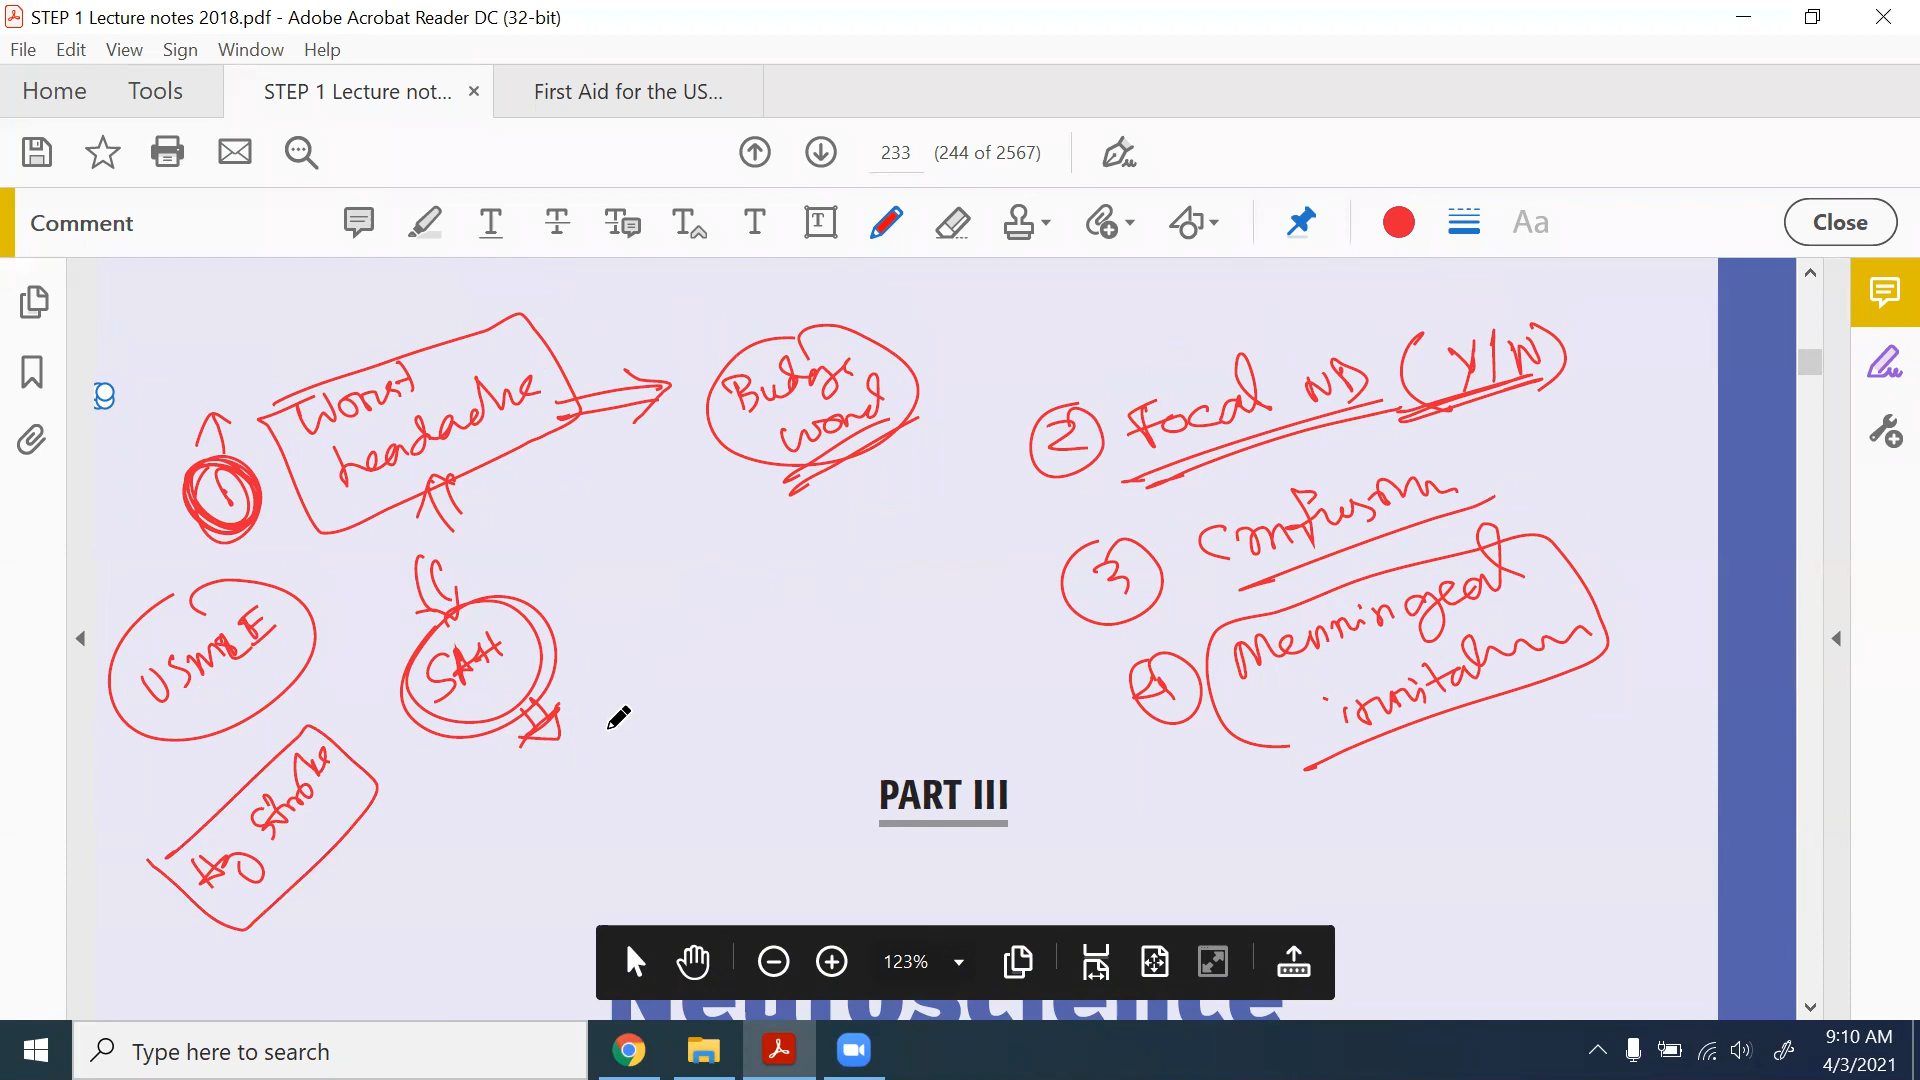 STEP 1 Lecture notes 2018.pdf - Adobe Acrobat Reader DC (32-bit)
File Edit View Sign Window Help
Home Tools STEP 1 Lecture not... × First Aid for the US...
233 (244 of 2567)
Comment Aa Close
1 Worst
headache
word
2 Focal ND (Y/N)
3 Confusion
4 Menningeal
irritation
USMLE
SAH
Hg Stroke
PART III
123%
Neuroscience
Type here to search
9:10 AM
4/3/2021